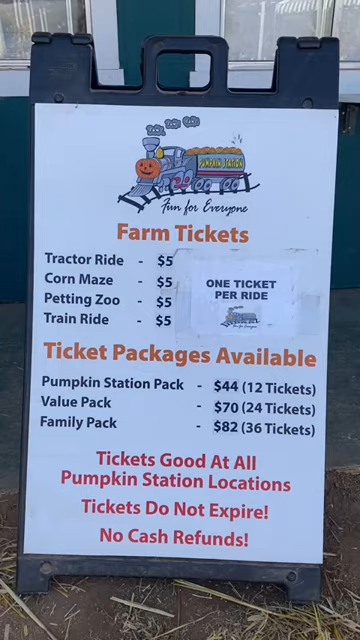 PUMPKIN STATION
Fun for Everyone
Farm Tickets
Tractor Ride - $5
Corn Maze - $5
Petting Zoo - $5
Train Ride - $5
ONE TICKET
PER RIDE
Ticket Packages Available
Pumpkin Station Pack - $44 (12 Tickets)
Value Pack - $70 (24 Tickets)
Family Pack - $82 (36 Tickets)
Tickets Good At All
Pumpkin Station Locations
Tickets Do Not Expire!
No Cash Refunds!